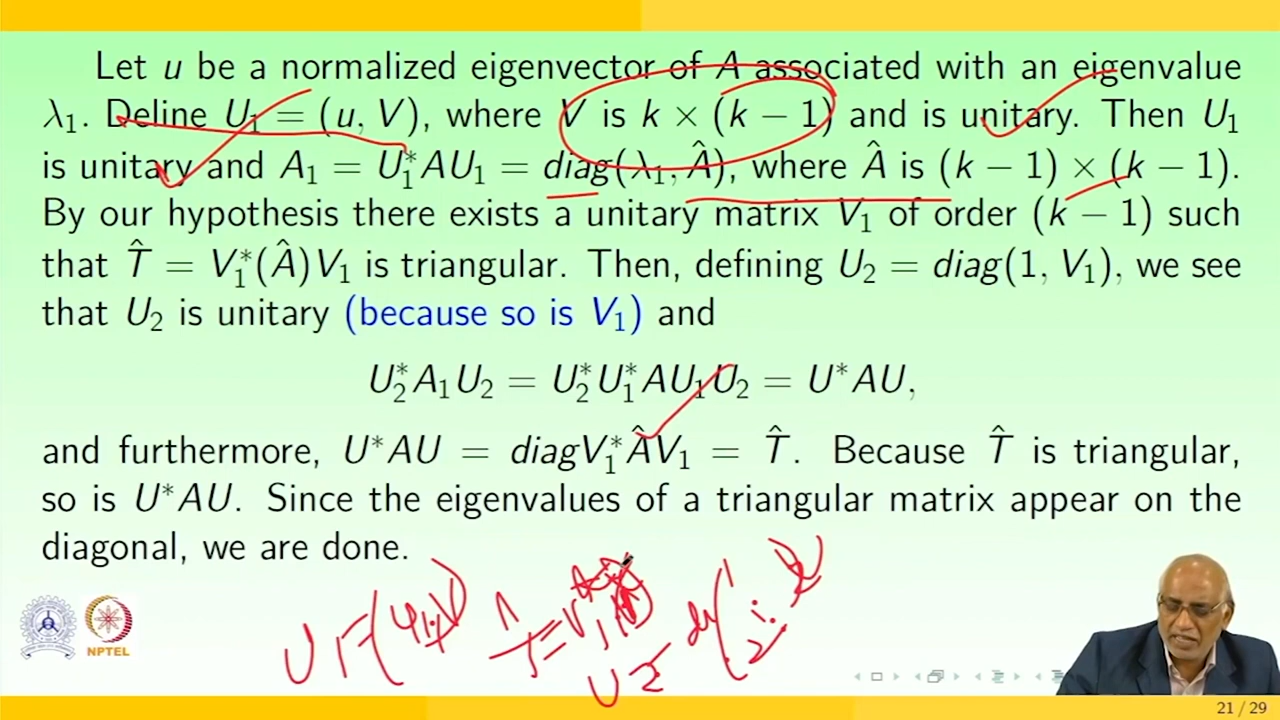 Let u be a normalized eigenvector of A associated with an eigenvalue
λ₁. Define U₁ = (u, V), where V is k × (k − 1) and is unitary. Then U₁
is unitary and A₁ = U₁*AU₁ = diag(λ₁, Â), where  is (k − 1) × (k − 1).
By our hypothesis there exists a unitary matrix V₁ of order (k − 1) such
that T̂ = V₁*(Â)V₁ is triangular. Then, defining U₂ = diag(1, V₁), we see
that U₂ is unitary (because so is V₁) and
U₂*A₁U₂ = U₂*U₁*AU₁U₂ = U*AU,
and furthermore, U*AU = diagV₁*ÂV₁ = T̂. Because T̂ is triangular,
so is U*AU. Since the eigenvalues of a triangular matrix appear on the
diagonal, we are done.
NPTEL
21 / 29